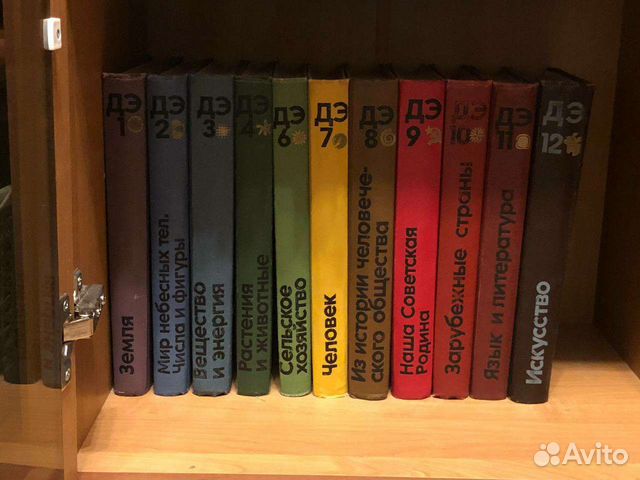 ДЭ
1
Земля
ДЭ
2
Мир небесных тел.
Числа и фигуры
ДЭ
3
Вещество
и энергия
ДЭ
4
Растения
и животные
ДЭ
6
Сельское
хозяйство
ДЭ
7
Человек
ДЭ
8
Из истории человече-
ского общества
ДЭ
9
Наша Советская
Родина
ДЭ
10
Зарубежные страны
ДЭ
11
Язык и литература
ДЭ
12
Искусство
Avito